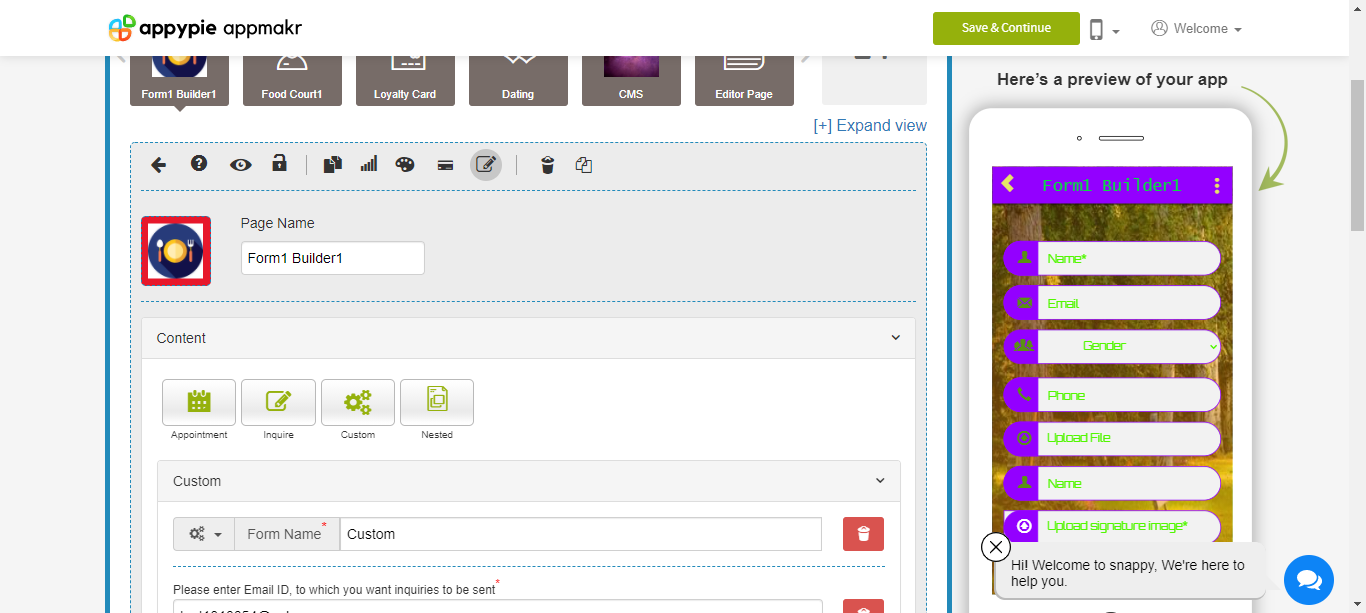 appypie appmakr
Save & Continue
Welcome
Form1 Builder1
Food Court1
Loyalty Card
Dating
CMS
Editor Page
[+] Expand view
Page Name
Form1 Builder1
Content
Appointment
Inquire
Custom
Nested
Custom
Form Name*
Custom
Please enter Email ID, to which you want inquiries to be sent*
Here's a preview of your app
Form1 Builder1
Name*
Email
Gender
Phone
Upload File
Name
Upload signature image*
Hi! Welcome to snappy, We're here to
help you.